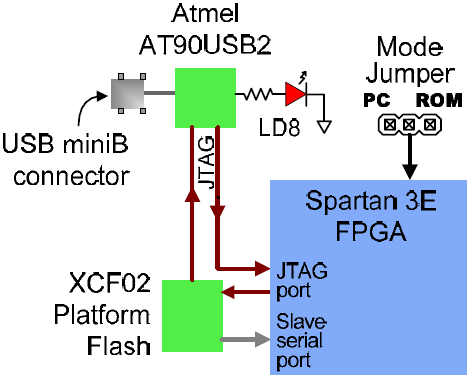 Atmel
AT90USB2
Mode
Jumper
PC ROM
LD8
USB miniB
connector
JTAG
Spartan 3E
FPGA
JTAG
port
XCF02
Platform
Flash
Slave
serial
port